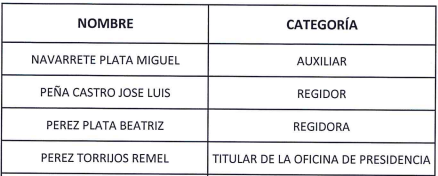 NOMBRE CATEGORÍA
NAVARRETE PLATA MIGUEL AUXILIAR
PEÑA CASTRO JOSE LUIS REGIDOR
PEREZ PLATA BEATRIZ REGIDORA
PEREZ TORRIJOS REMEL TITULAR DE LA OFICINA DE PRESIDENCIA